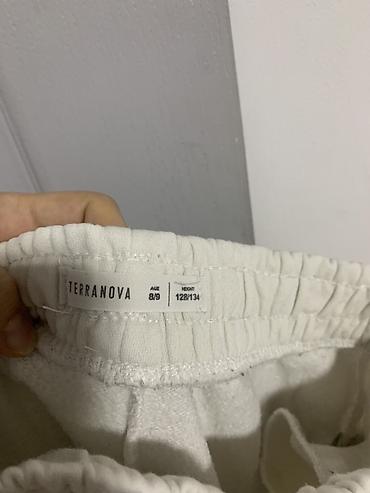 TERRANOVA
AGE
8/9
HEIGHT
128/134